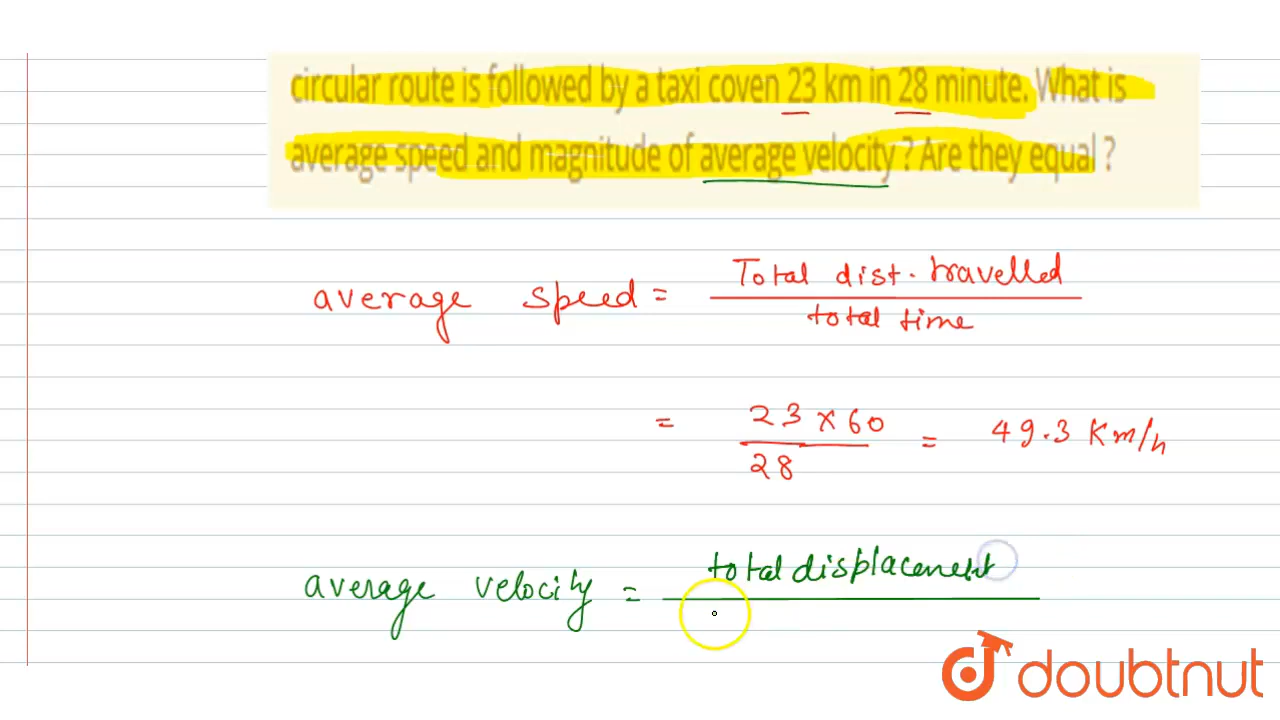 circular route is followed by a taxi coven 23 km in 28 minute. What is
average speed and magnitude of average velocity ? Are they equal ?
average speed = Total dist. travelled
total time
= 23 × 60
28
= 49.3 Km/h
average velocity = total displacement
doubtnut